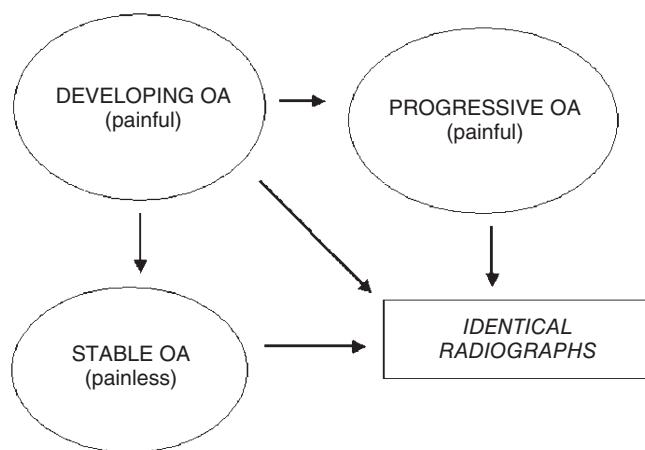 DEVELOPING OA
(painful)
PROGRESSIVE OA
(painful)
STABLE OA
(painless)
IDENTICAL
RADIOGRAPHS